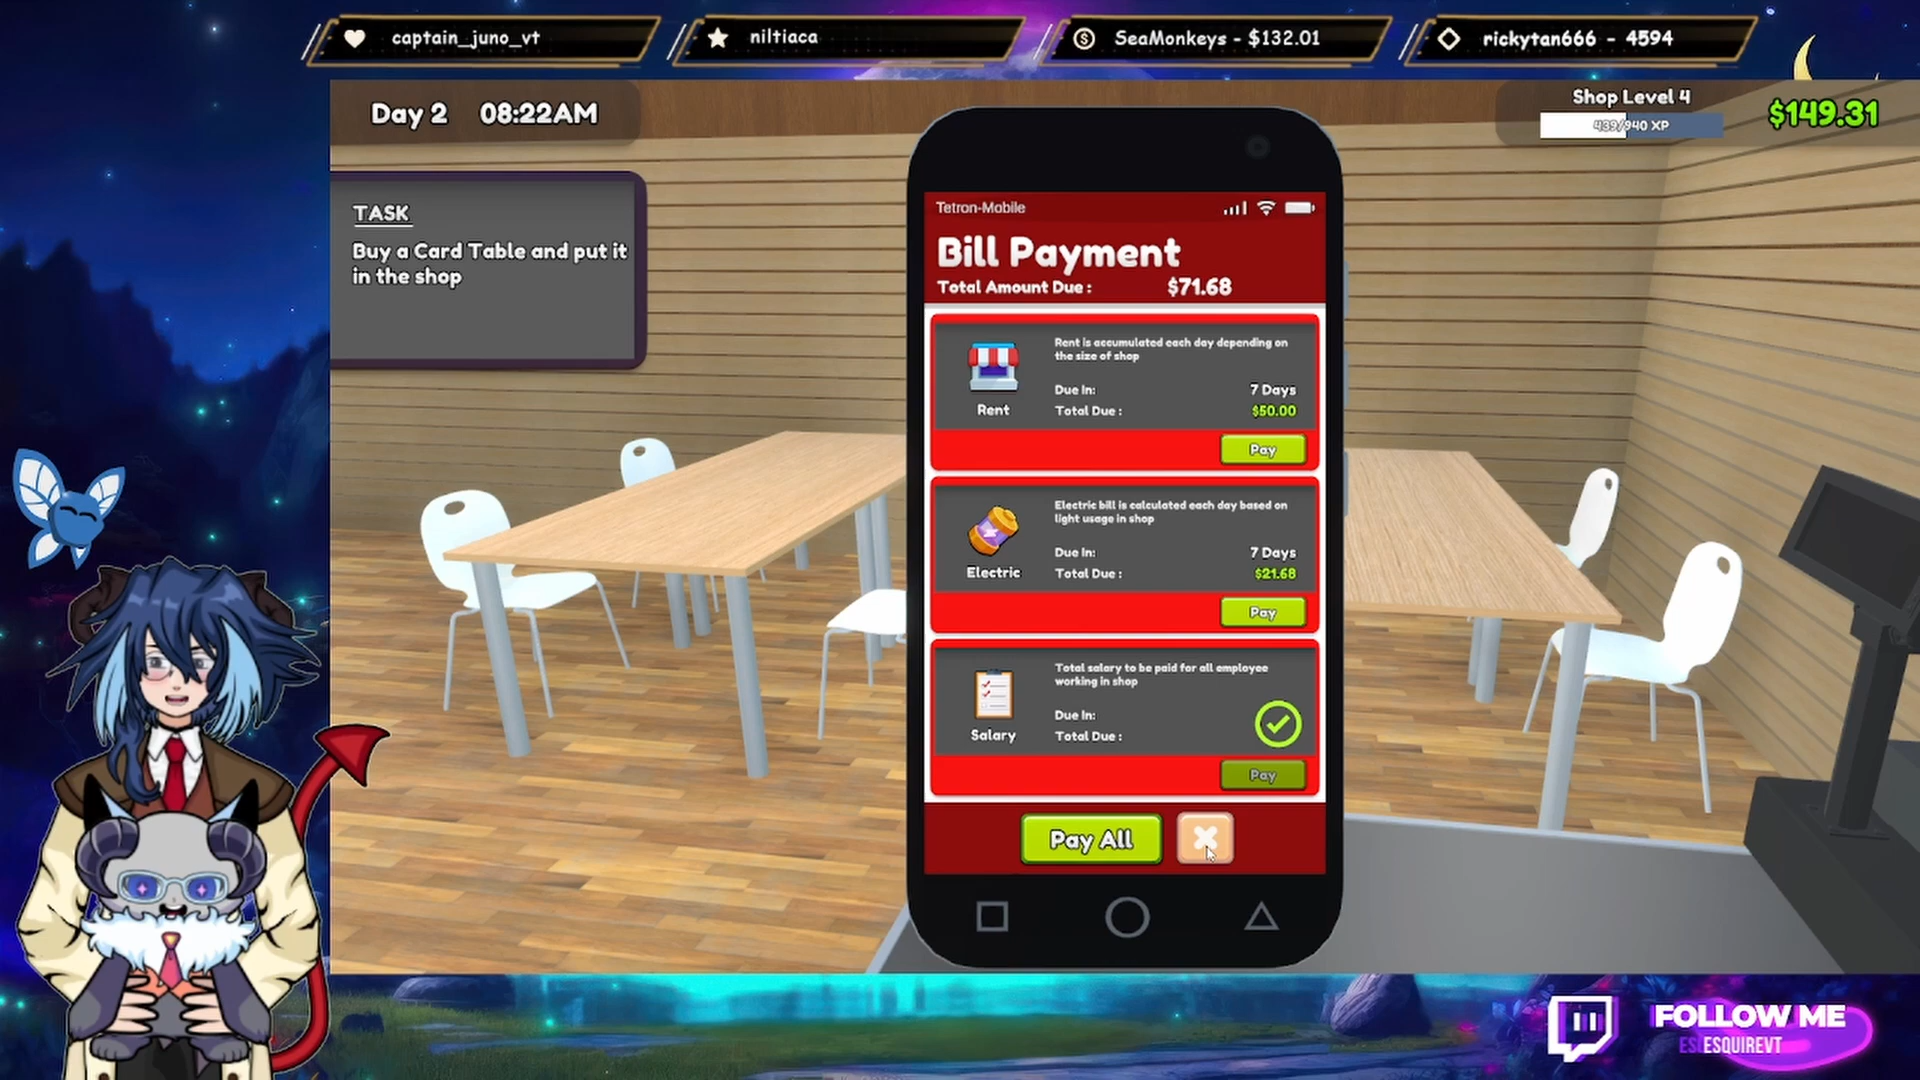 captain_juno_vt
niltiaca
SeaMonkeys - $132.01
rickytan666 - 4594
Day 2 08:22AM
Shop Level 4
439/940 XP
$149.31
TASK
Buy a Card Table and put it
in the shop
Tetron-Mobile
Bill Payment
Total Amount Due : $71.68
Rent is accumulated each day depending on
the size of shop
Due In: 7 Days
Total Due : $50.00
Rent
Pay
Electric bill is calculated each day based on
light usage in shop
Due In: 7 Days
Total Due : $21.68
Electric
Pay
Total salary to be paid for all employee
working in shop
Due In:
Total Due :
Salary
Pay
Pay All
FOLLOW ME
ESQUIREVT